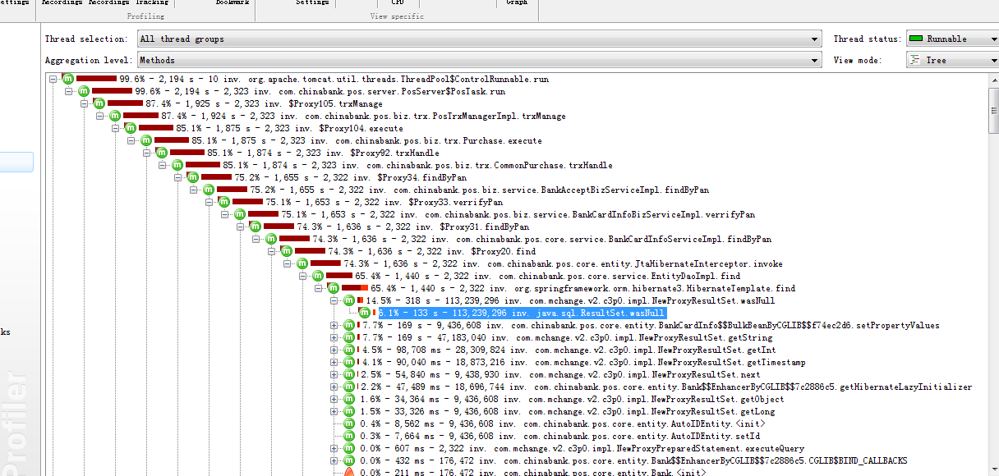 ettings Recordings Recordings Tracking Bookmark Settings CPU Graph
Profiling View specific
Thread selection: All thread groups Thread status: Runnable
Aggregation level: Methods View mode: Tree
99.6% - 2,194 s - 10 inv. org.apache.tomcat.util.threads.ThreadPool$ControlRunnable.run
99.6% - 2,194 s - 2,323 inv. com.chinabank.pos.server.PosServer$PosTask.run
87.4% - 1,925 s - 2,323 inv. $Proxy105.trxManage
87.4% - 1,924 s - 2,323 inv. com.chinabank.pos.biz.trx.PosTrxManagerImpl.trxManage
85.1% - 1,875 s - 2,323 inv. $Proxy104.execute
85.1% - 1,875 s - 2,323 inv. com.chinabank.pos.biz.trx.Purchase.execute
85.1% - 1,874 s - 2,323 inv. $Proxy92.trxHandle
85.1% - 1,874 s - 2,323 inv. com.chinabank.pos.biz.trx.CommonPurchase.trxHandle
75.2% - 1,655 s - 2,322 inv. $Proxy34.findByPan
75.2% - 1,655 s - 2,322 inv. com.chinabank.pos.biz.service.BankAcceptBizServiceImpl.findByPan
75.1% - 1,653 s - 2,322 inv. $Proxy33.verrifyPan
75.1% - 1,653 s - 2,322 inv. com.chinabank.pos.biz.service.BankCardInfoBizServiceImpl.verrifyPan
74.3% - 1,636 s - 2,322 inv. $Proxy31.findByPan
74.3% - 1,636 s - 2,322 inv. com.chinabank.pos.core.service.BankCardInfoServiceImpl.findByPan
74.3% - 1,636 s - 2,322 inv. $Proxy20.find
74.3% - 1,636 s - 2,322 inv. com.chinabank.pos.core.entity.JtaHibernateInterceptor.invoke
65.4% - 1,440 s - 2,322 inv. com.chinabank.pos.core.service.EntityDaoImpl.find
65.4% - 1,440 s - 2,322 inv. org.springframework.orm.hibernate3.HibernateTemplate.find
14.5% - 318 s - 113,239,296 inv. com.mchange.v2.c3p0.impl.NewProxyResultSet.wasNull
6.1% - 133 s - 113,239,296 inv. java.sql.ResultSet.wasNull
7.7% - 169 s - 9,436,608 inv. com.chinabank.pos.core.entity.BankCardInfo$$BulkBeanByCGLIB$$f74ec2d6.setPropertyValues
7.7% - 169 s - 47,183,040 inv. com.mchange.v2.c3p0.impl.NewProxyResultSet.getString
4.5% - 98,708 ms - 28,309,824 inv. com.mchange.v2.c3p0.impl.NewProxyResultSet.getInt
4.1% - 90,040 ms - 18,873,216 inv. com.mchange.v2.c3p0.impl.NewProxyResultSet.getTimestamp
2.5% - 54,840 ms - 9,438,930 inv. com.mchange.v2.c3p0.impl.NewProxyResultSet.next
2.2% - 47,489 ms - 18,696,744 inv. com.chinabank.pos.core.entity.Bank$$EnhancerByCGLIB$$7c2886c5.getHibernateLazyInitializer
1.6% - 34,364 ms - 9,436,608 inv. com.mchange.v2.c3p0.impl.NewProxyResultSet.getObject
ks
1.5% - 33,326 ms - 9,436,608 inv. com.mchange.v2.c3p0.impl.NewProxyResultSet.getLong
0.4% - 8,562 ms - 9,436,608 inv. com.chinabank.pos.core.entity.AutoIDEntity.<init>
0.3% - 7,664 ms - 9,436,608 inv. com.chinabank.pos.core.entity.AutoIDEntity.setId
0.0% - 607 ms - 2,322 inv. com.mchange.v2.c3p0.impl.NewProxyPreparedStatement.executeQuery
0.0% - 432 ms - 176,472 inv. com.chinabank.pos.core.entity.Bank$$EnhancerByCGLIB$$7c2886c5.CGLIB$BIND_CALLBACKS
0.0% - 211 ms - 176,472 inv. com.chinabank.pos.core.entity.Bank.<init>
Profiler